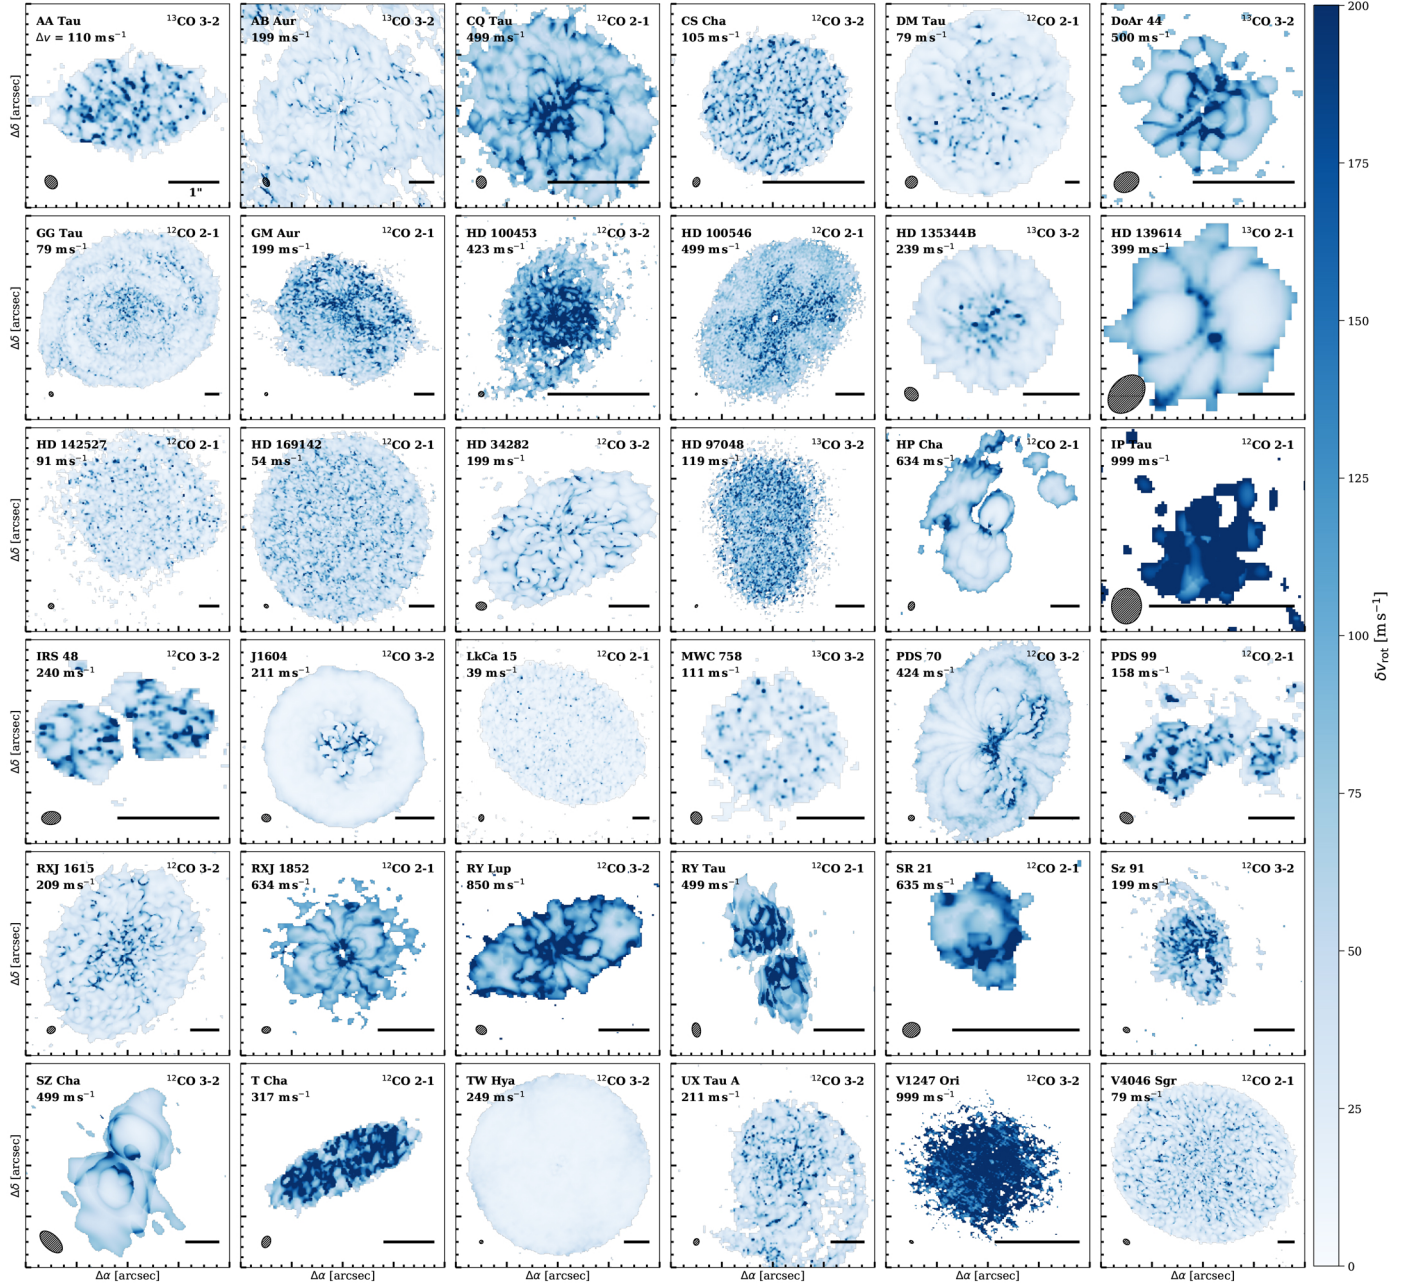 AA Tau ¹³CO 3-2
Δv = 110 m s⁻¹
1"
AB Aur ¹³CO 3-2
199 m s⁻¹
CQ Tau ¹²CO 2-1
499 m s⁻¹
CS Cha ¹²CO 2-1
105 m s⁻¹
DM Tau ¹²CO 2-1
79 m s⁻¹
DoAr 44 ¹³CO 3-2
500 m s⁻¹
GG Tau ¹²CO 2-1
79 m s⁻¹
GM Aur ¹²CO 2-1
199 m s⁻¹
HD 100453 ¹²CO 3-2
423 m s⁻¹
HD 100546 ¹²CO 2-1
499 m s⁻¹
HD 135344B ¹³CO 3-2
239 m s⁻¹
HD 139614 ¹³CO 2-1
399 m s⁻¹
HD 142527 ¹²CO 2-1
91 m s⁻¹
HD 169142 ¹²CO 2-1
54 m s⁻¹
HD 34282 ¹²CO 3-2
199 m s⁻¹
HD 97048 ¹³CO 3-2
119 m s⁻¹
HP Cha ¹²CO 2-1
634 m s⁻¹
IP Tau ¹²CO 2-1
999 m s⁻¹
IRS 48 ¹²CO 3-2
240 m s⁻¹
J1604 ¹²CO 3-2
211 m s⁻¹
LkCa 15 ¹²CO 2-1
39 m s⁻¹
MWC 758 ¹³CO 3-2
111 m s⁻¹
PDS 70 ¹²CO 3-2
424 m s⁻¹
PDS 99 ¹²CO 2-1
158 m s⁻¹
RXJ 1615 ¹²CO 3-2
209 m s⁻¹
RXJ 1852 ¹²CO 2-1
634 m s⁻¹
RY Lup ¹²CO 3-2
850 m s⁻¹
RY Tau ¹²CO 2-1
499 m s⁻¹
SR 21 ¹²CO 2-1
635 m s⁻¹
Sz 91 ¹²CO 3-2
199 m s⁻¹
SZ Cha ¹²CO 3-2
499 m s⁻¹
T Cha ¹²CO 2-1
317 m s⁻¹
TW Hya ¹²CO 3-2
249 m s⁻¹
UX Tau A ¹²CO 3-2
211 m s⁻¹
V1247 Ori ¹²CO 3-2
999 m s⁻¹
V4046 Sgr ¹²CO 2-1
79 m s⁻¹
Δδ [arcsec]
Δδ [arcsec]
Δδ [arcsec]
Δδ [arcsec]
Δδ [arcsec]
Δδ [arcsec]
Δα [arcsec]
Δα [arcsec]
Δα [arcsec]
Δα [arcsec]
Δα [arcsec]
Δα [arcsec]
200
175
150
125
100
75
50
25
0
δv_rot [m s⁻¹]